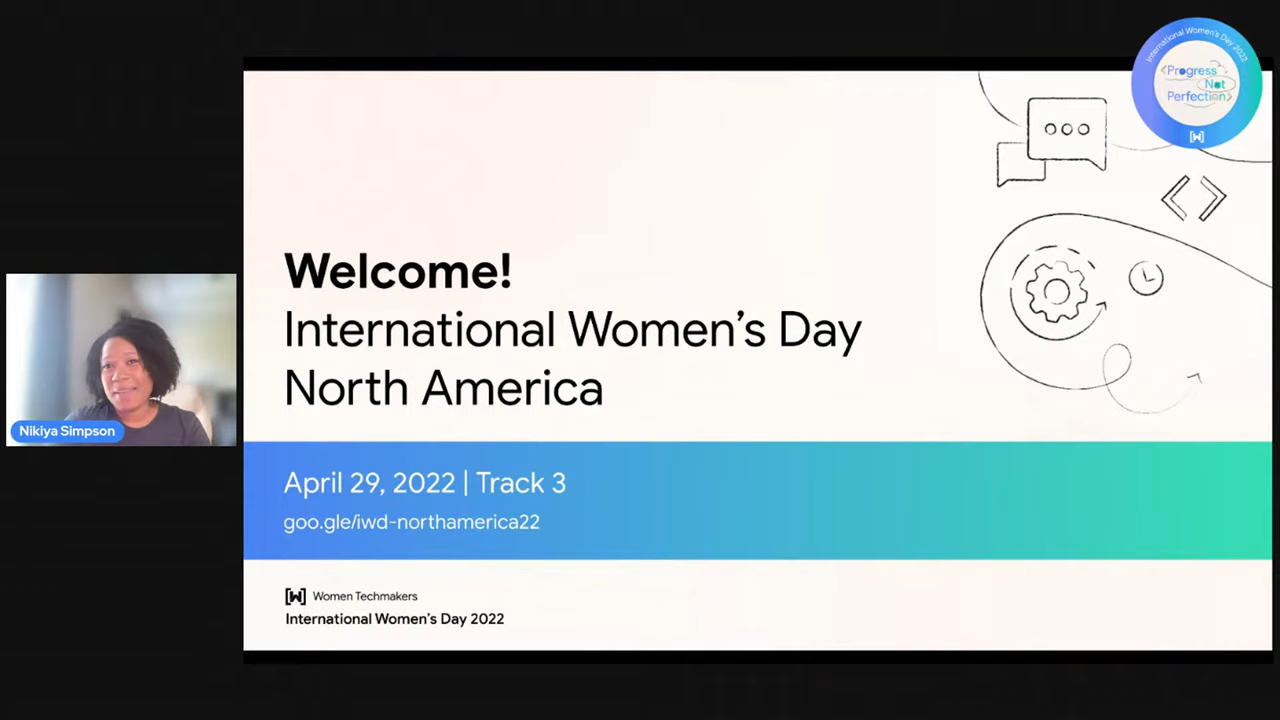 International Women's Day 2022
<Progress
Not
Perfection>
Welcome!
International Women's Day
North America
Nikiya Simpson
April 29, 2022 | Track 3
goo.gle/iwd-northamerica22
[W] Women Techmakers
International Women's Day 2022